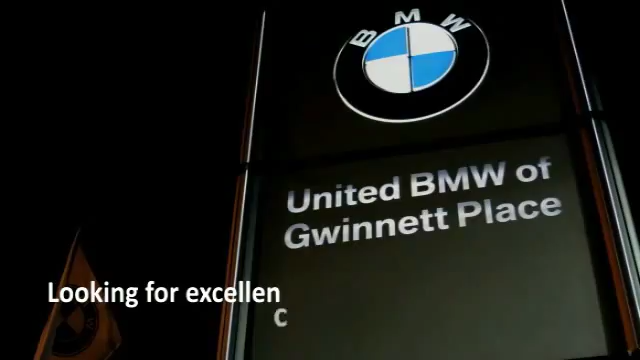 BMW
United BMW of
Gwinnett Place
Looking for excellen
c